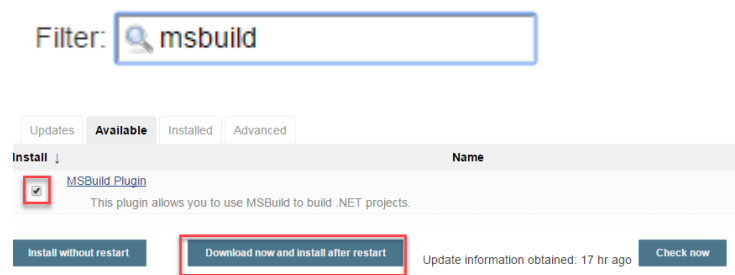 Filter: msbuild
Updates Available Installed Advanced
Install ↓ Name
MSBuild Plugin
This plugin allows you to use MSBuild to build .NET projects.
Install without restart Download now and install after restart Update information obtained: 17 hr ago Check now